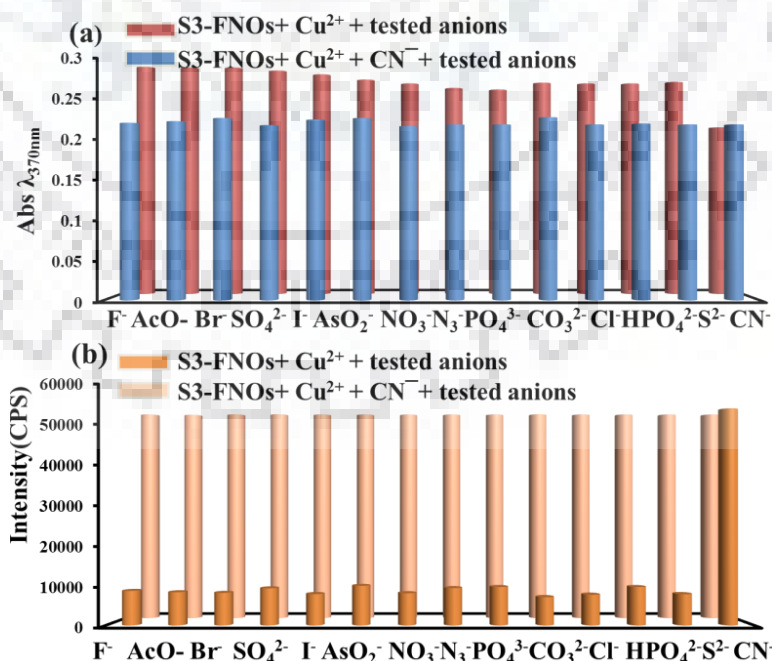 (a)
S3-FNOs+ Cu²⁺ + tested anions
S3-FNOs+ Cu²⁺ + CN⁻+ tested anions
0.3
0.25
0.2
0.15
0.1
0.05
0
Abs λ370nm
F⁻ AcO- Br⁻ SO₄²⁻ I⁻ AsO₂⁻ NO₃⁻ N₃⁻ PO₄³⁻ CO₃²⁻ Cl⁻ HPO₄²⁻ S²⁻ CN⁻
(b)
S3-FNOs+ Cu²⁺ + tested anions
S3-FNOs+ Cu²⁺ + CN⁻+ tested anions
60000
50000
40000
30000
20000
10000
0
Intensity(CPS)
F⁻ AcO- Br⁻ SO₄²⁻ I⁻ AsO₂⁻ NO₃⁻ N₃⁻ PO₄³⁻ CO₃²⁻ Cl⁻ HPO₄²⁻ S²⁻ CN⁻